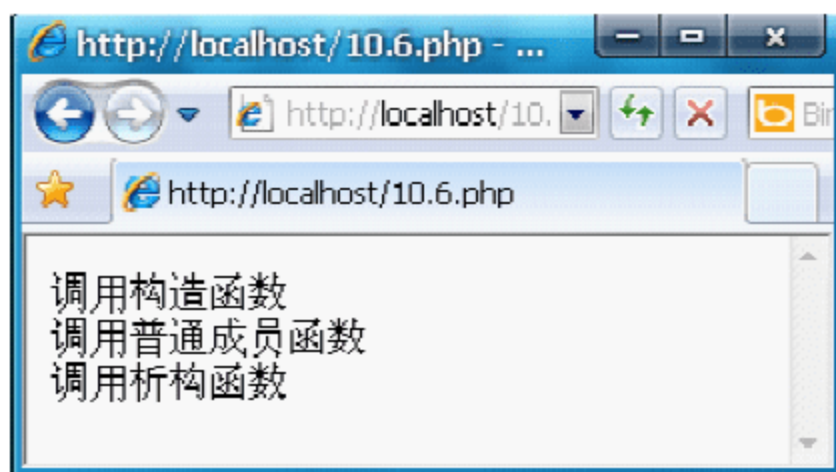 http://localhost/10.6.php - ...
http://localhost/10.
Bin
http://localhost/10.6.php
调用构造函数
调用普通成员函数
调用析构函数